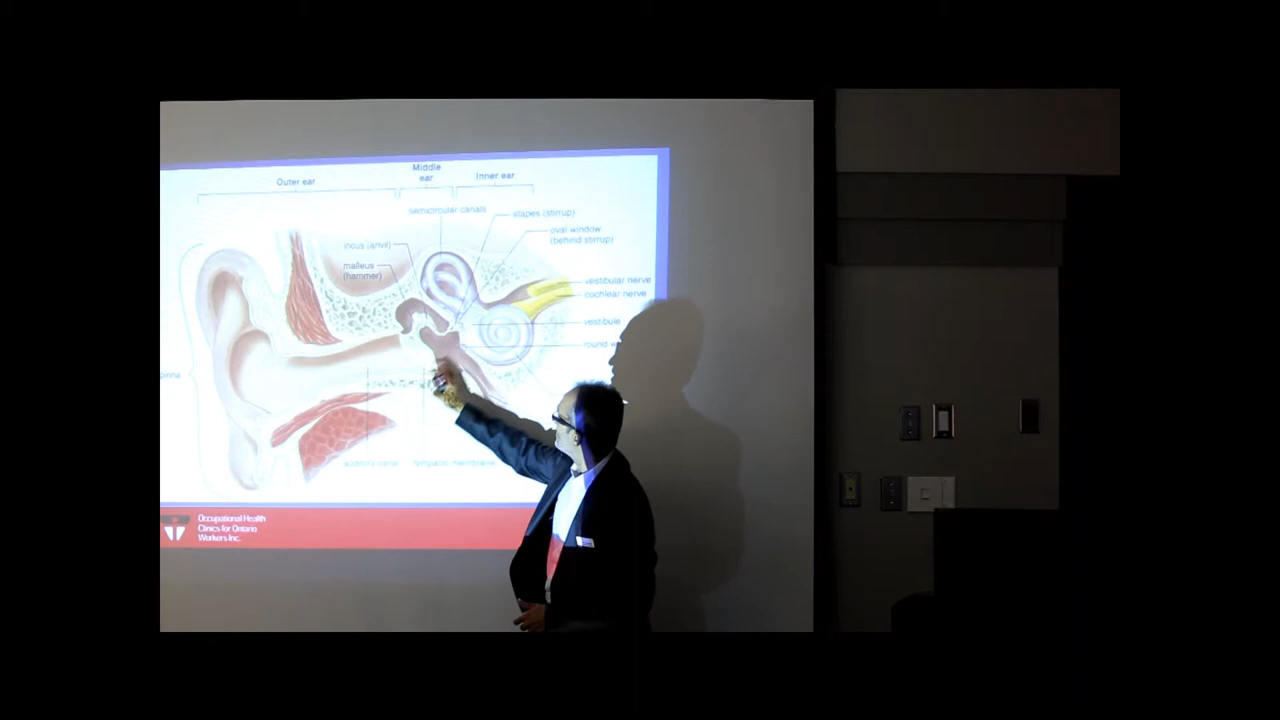 Outer ear
Middle
ear
Inner ear
semicircular canals
stapes (stirrup)
oval window
(behind stirrup)
incus (anvil)
malleus
(hammer)
vestibular nerve
cochlear nerve
vestibule
round
auditory canal
tympanic membrane
Occupational Health
Clinics for Ontario
Workers Inc.